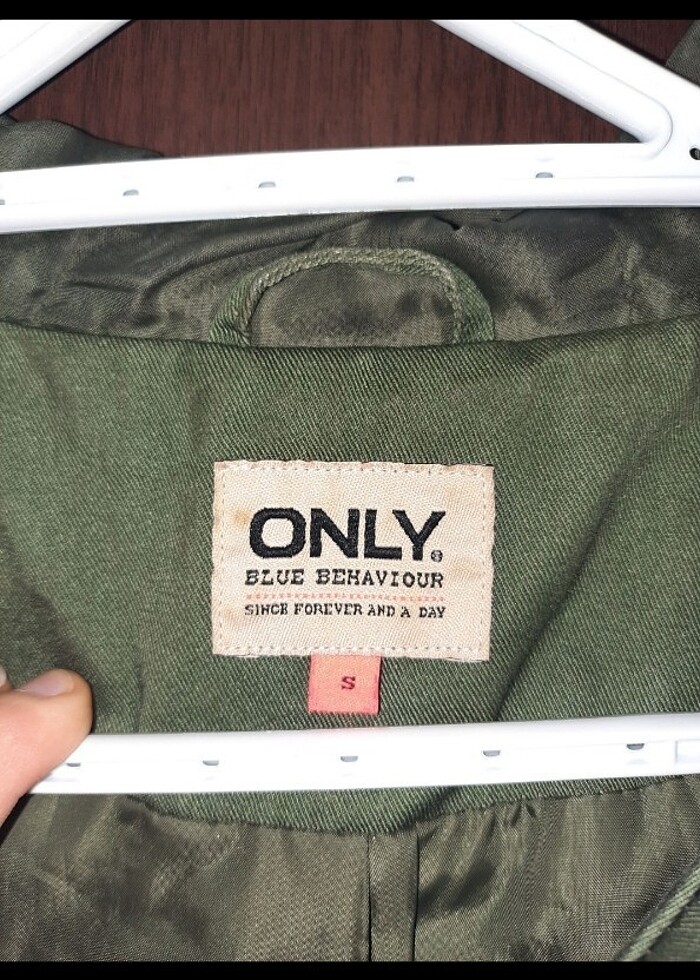 ONLY®
BLUE BEHAVIOUR
SINCE FOREVER AND A DAY
S